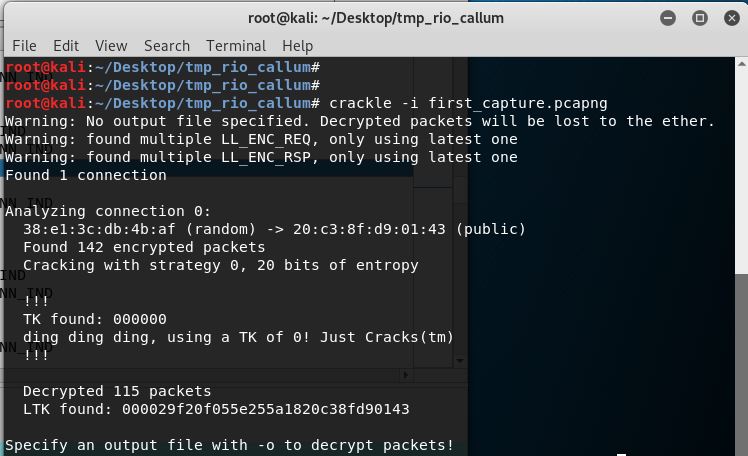 root@kali: ~/Desktop/tmp_rio_callum
File Edit View Search Terminal Help
root@kali:~/Desktop/tmp_rio_callum#
root@kali:~/Desktop/tmp_rio_callum#
root@kali:~/Desktop/tmp_rio_callum# crackle -i first_capture.pcapng
Warning: No output file specified. Decrypted packets will be lost to the ether.
Warning: found multiple LL_ENC_REQ, only using latest one
Warning: found multiple LL_ENC_RSP, only using latest one
Found 1 connection
Analyzing connection 0:
38:e1:3c:db:4b:af (random) -> 20:c3:8f:d9:01:43 (public)
Found 142 encrypted packets
Cracking with strategy 0, 20 bits of entropy
!!!
TK found: 000000
ding ding ding, using a TK of 0! Just Cracks(tm)
!!!
Decrypted 115 packets
LTK found: 000029f20f055e255a1820c38fd90143
Specify an output file with -o to decrypt packets!